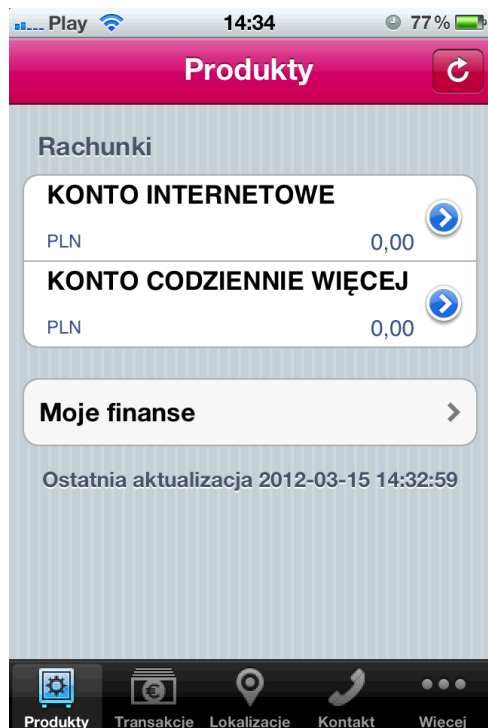 Play 14:34 77%
Produkty
Rachunki
KONTO INTERNETOWE
PLN 0,00
KONTO CODZIENNIE WIĘCEJ
PLN 0,00
Moje finanse
Ostatnia aktualizacja 2012-03-15 14:32:59
Produkty Transakcje Lokalizacje Kontakt Więcej